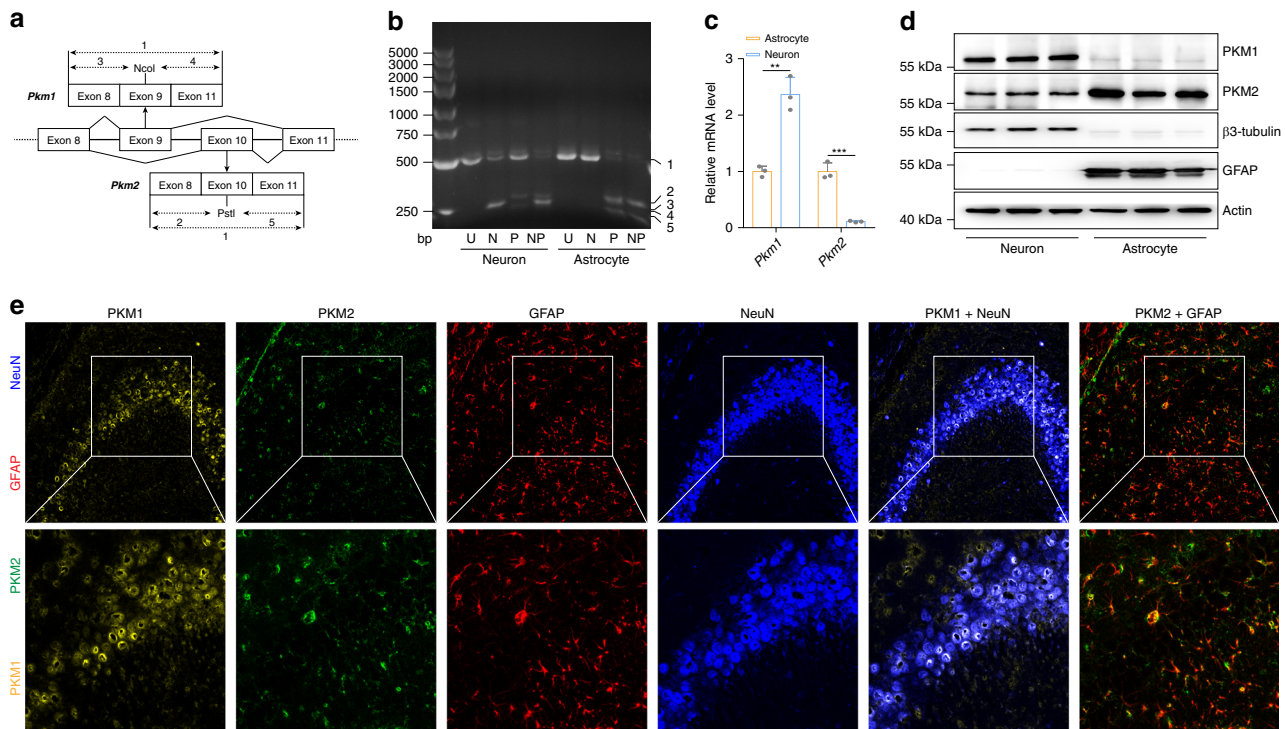 a
1
3 NcoI 4
Pkm1 Exon 8 Exon 9 Exon 11
Exon 8 Exon 9 Exon 10 Exon 11
Pkm2 Exon 8 Exon 10 Exon 11
PstI
2 5
1
b
5000
3000
2000
1500
1000
750
500
250
bp
1
2
3
4
5
U N P NP U N N P NP
Neuron Astrocyte
c
Astrocyte
Neuron
Relative mRNA level
3
2
1
0
**
***
Pkm1 Pkm2
d
55 kDa PKM1
55 kDa PKM2
55 kDa β3-tubulin
55 kDa GFAP
40 kDa Actin
Neuron Astrocyte
e
PKM1 PKM2 GFAP NeuN PKM1 + NeuN PKM2 + GFAP
NeuN
GFAP
PKM2
PKM1